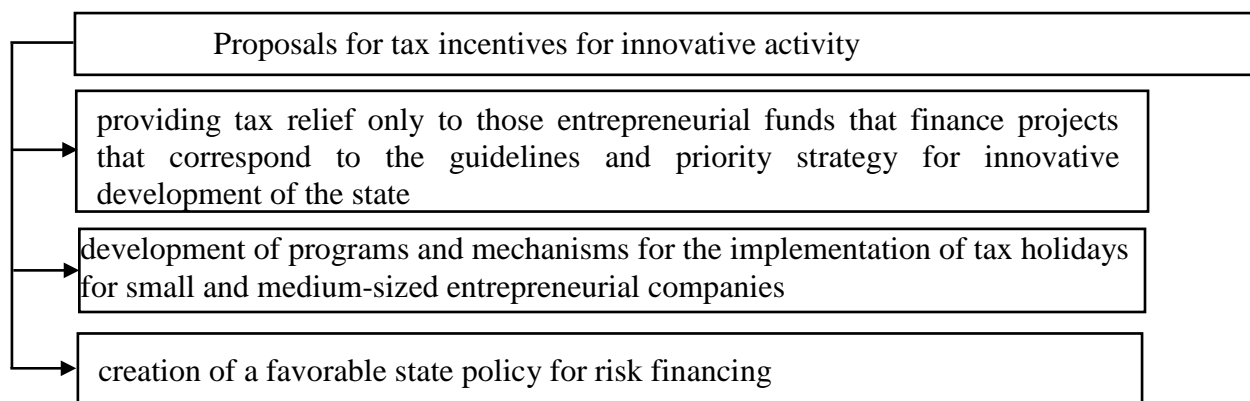 Proposals for tax incentives for innovative activity
providing tax relief only to those entrepreneurial funds that finance projects
that correspond to the guidelines and priority strategy for innovative
development of the state
development of programs and mechanisms for the implementation of tax holidays
for small and medium-sized entrepreneurial companies
creation of a favorable state policy for risk financing